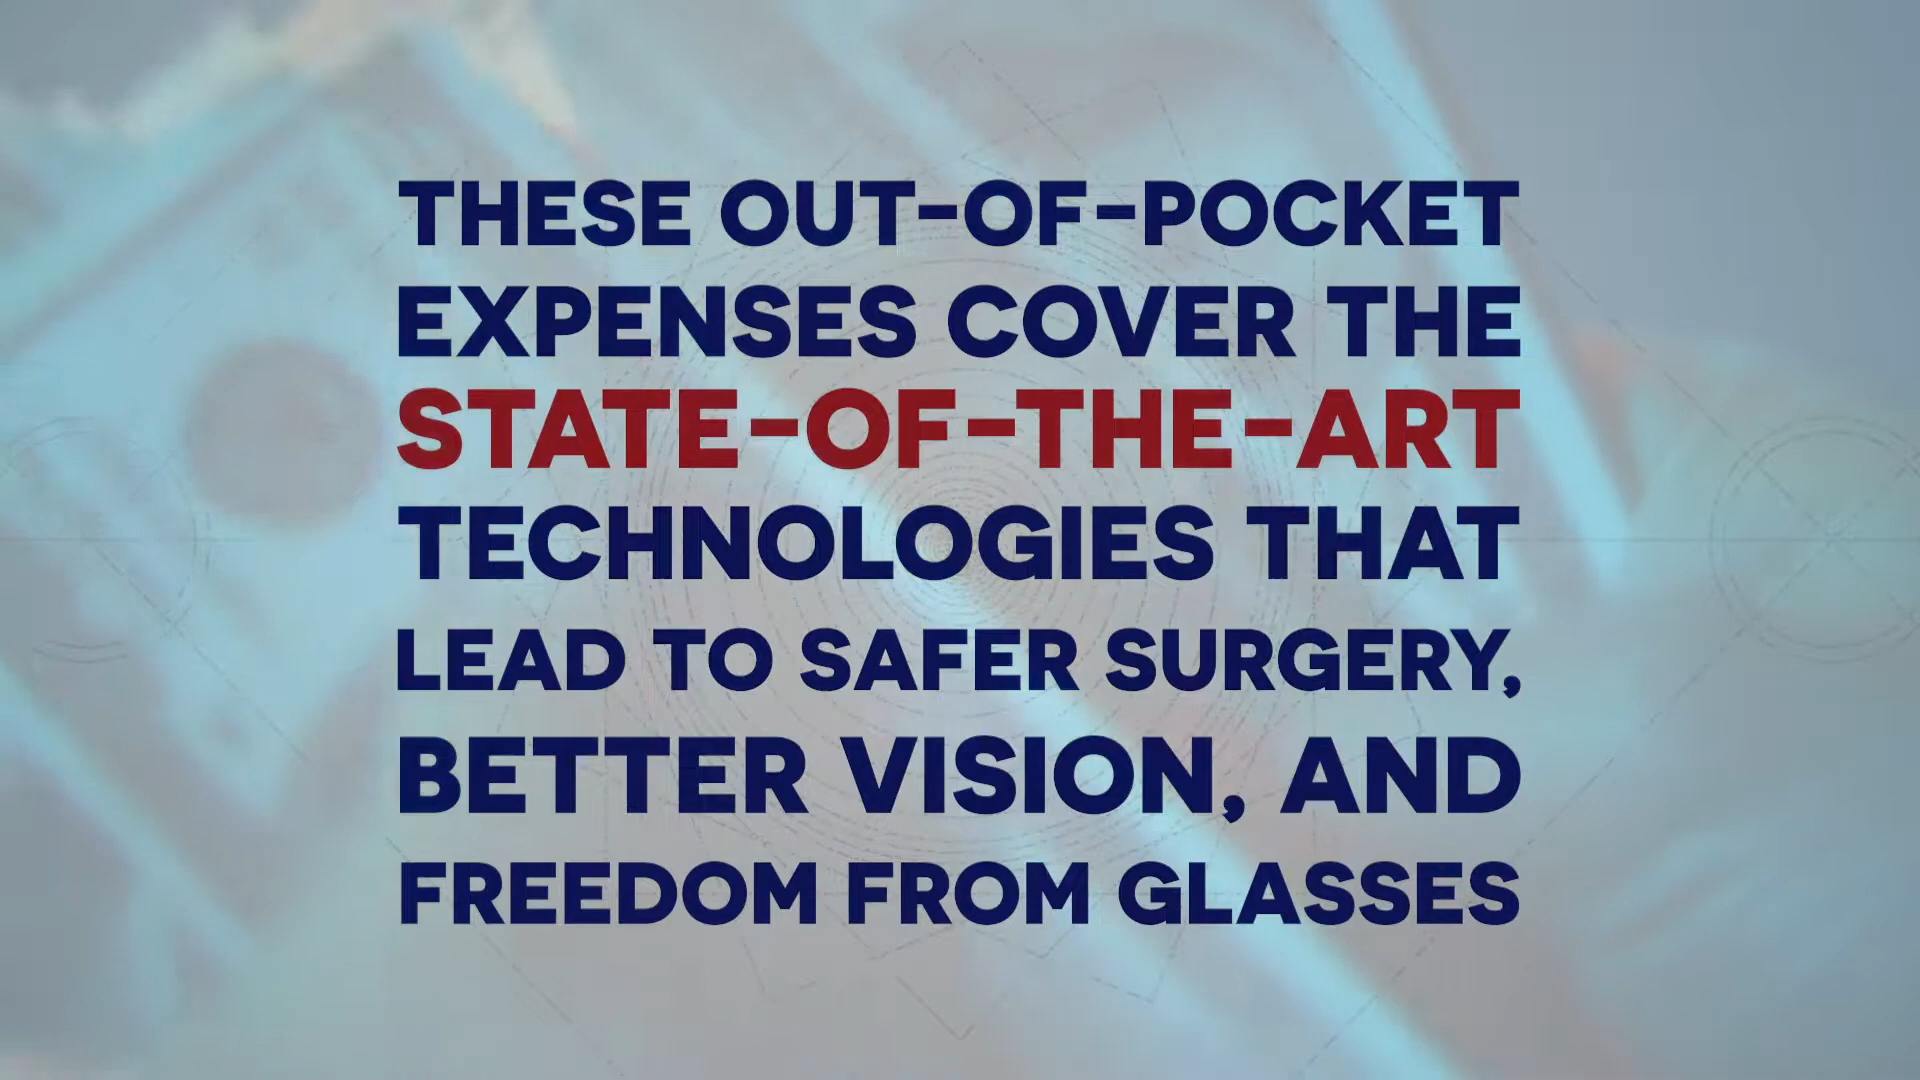 THESE OUT-OF-POCKET
EXPENSES COVER THE
STATE-OF-THE-ART
TECHNOLOGIES THAT
LEAD TO SAFER SURGERY,
BETTER VISION, AND
FREEDOM FROM GLASSES